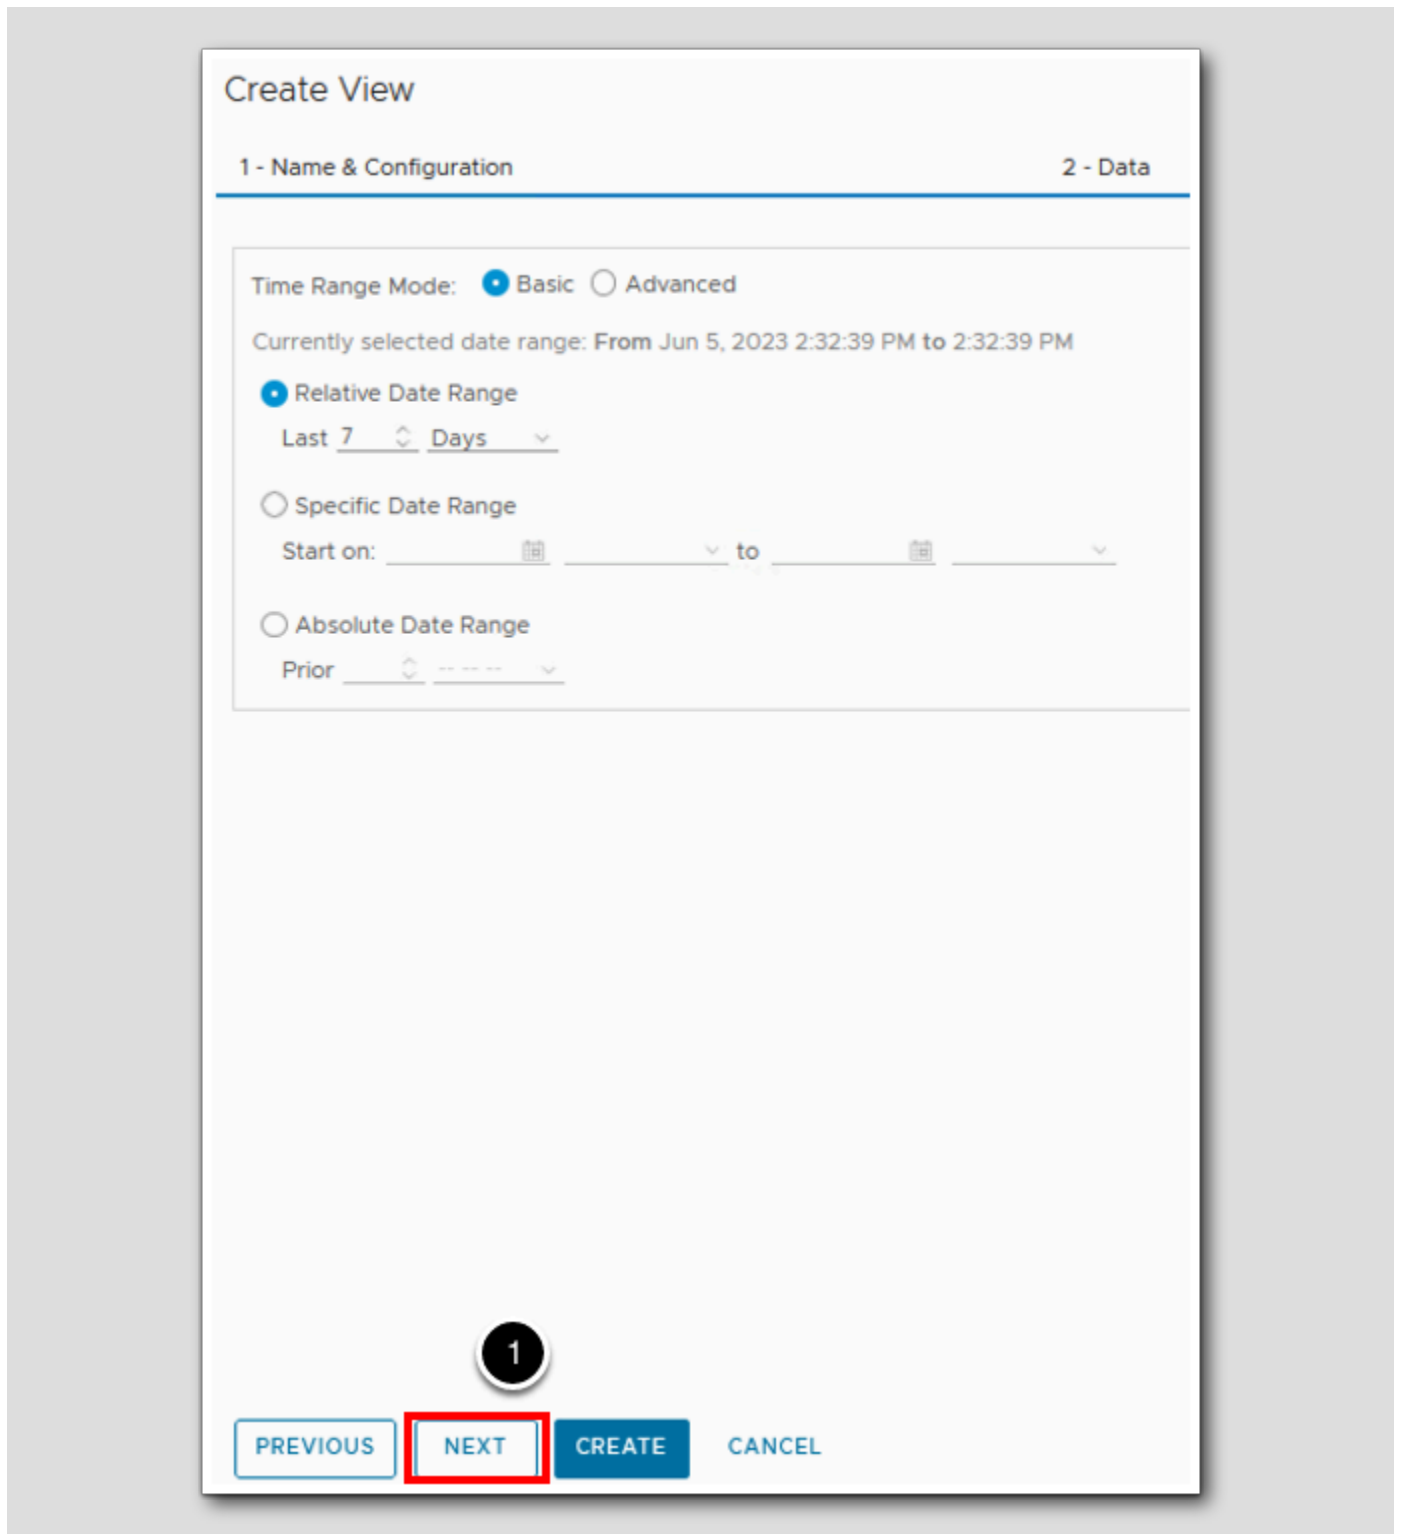 Create View
1 - Name & Configuration 2 - Data
Time Range Mode: Basic Advanced
Currently selected date range: From Jun 5, 2023 2:32:39 PM to 2:32:39 PM
Relative Date Range
Last 7 Days
Specific Date Range
Start on: to
Absolute Date Range
Prior -- -- --
1
PREVIOUS NEXT CREATE CANCEL